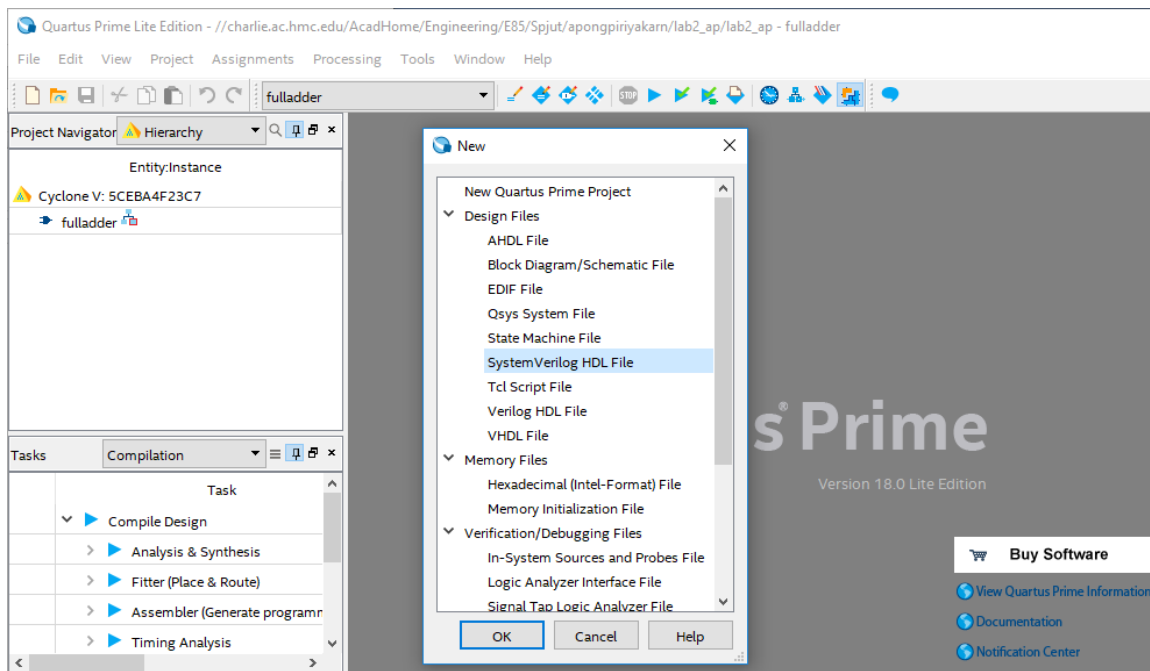 Quartus Prime Lite Edition - //charlie.ac.hmc.edu/AcadHome/Engineering/E85/Spjut/apongpiriyakarn/lab2_ap/lab2_ap - fulladder
File Edit View Project Assignments Processing Tools Window Help
fulladder
STOP
Project Navigator Hierarchy
Entity:Instance
Cyclone V: 5CEBA4F23C7
fulladder
Tasks Compilation
Task
Compile Design
Analysis & Synthesis
Fitter (Place & Route)
Assembler (Generate programm
Timing Analysis
New
New Quartus Prime Project
Design Files
AHDL File
Block Diagram/Schematic File
EDIF File
Qsys System File
State Machine File
SystemVerilog HDL File
Tcl Script File
Verilog HDL File
VHDL File
Memory Files
Hexadecimal (Intel-Format) File
Memory Initialization File
Verification/Debugging Files
In-System Sources and Probes File
Logic Analyzer Interface File
Signal Tap Logic Analyzer File
OK Cancel Help
s® Prime
Version 18.0 Lite Edition
Buy Software
View Quartus Prime Information
Documentation
Notification Center